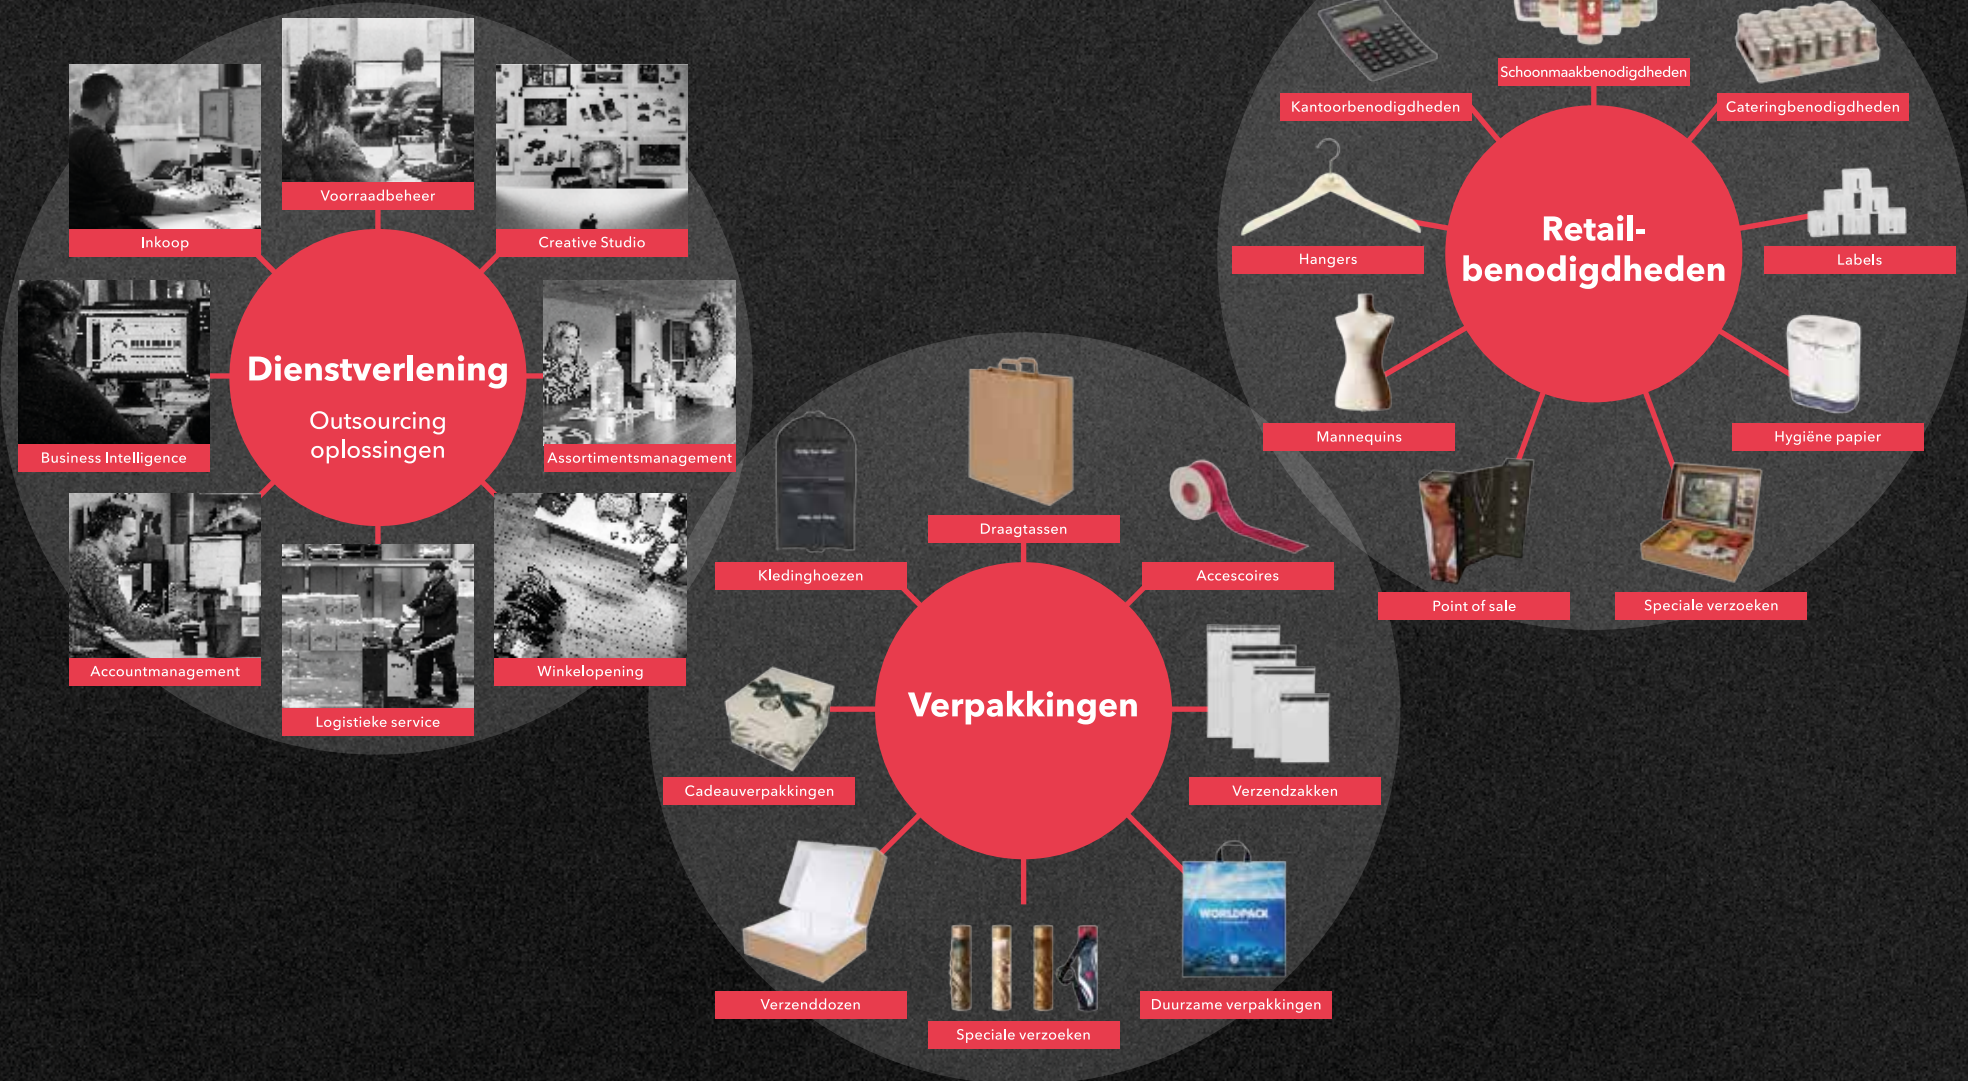 Voorraadbeheer
Inkoop
Creative Studio
Dienstverlening
Outsourcing
oplossingen
Business Intelligence
Assortimentsmanagement
Accountmanagement
Winkelopening
Logistieke service
Schoonmaakbenodigdheden
Kantoorbenodigdheden
Cateringbenodigdheden
Retail-
benodigdheden
Hangers
Labels
Mannequins
Hygiëne papier
Point of sale
Speciale verzoeken
Draagtassen
Kledinghoezen
Accescoires
Verpakkingen
Cadeauverpakkingen
Verzendzakken
WORLDPACK
Verzenddozen
Duurzame verpakkingen
Speciale verzoeken